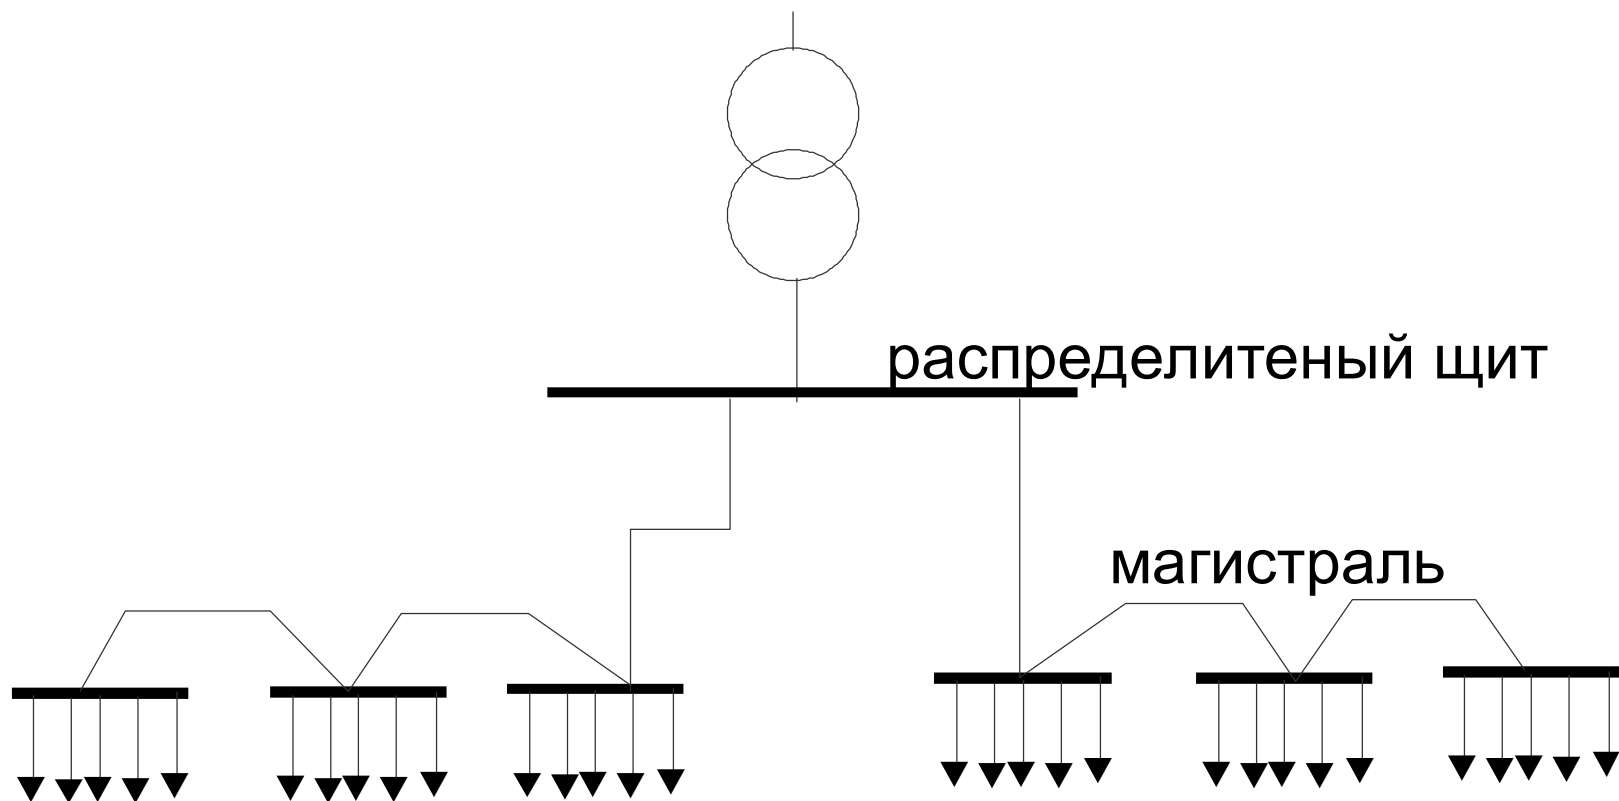 распределитеный щит
магистраль